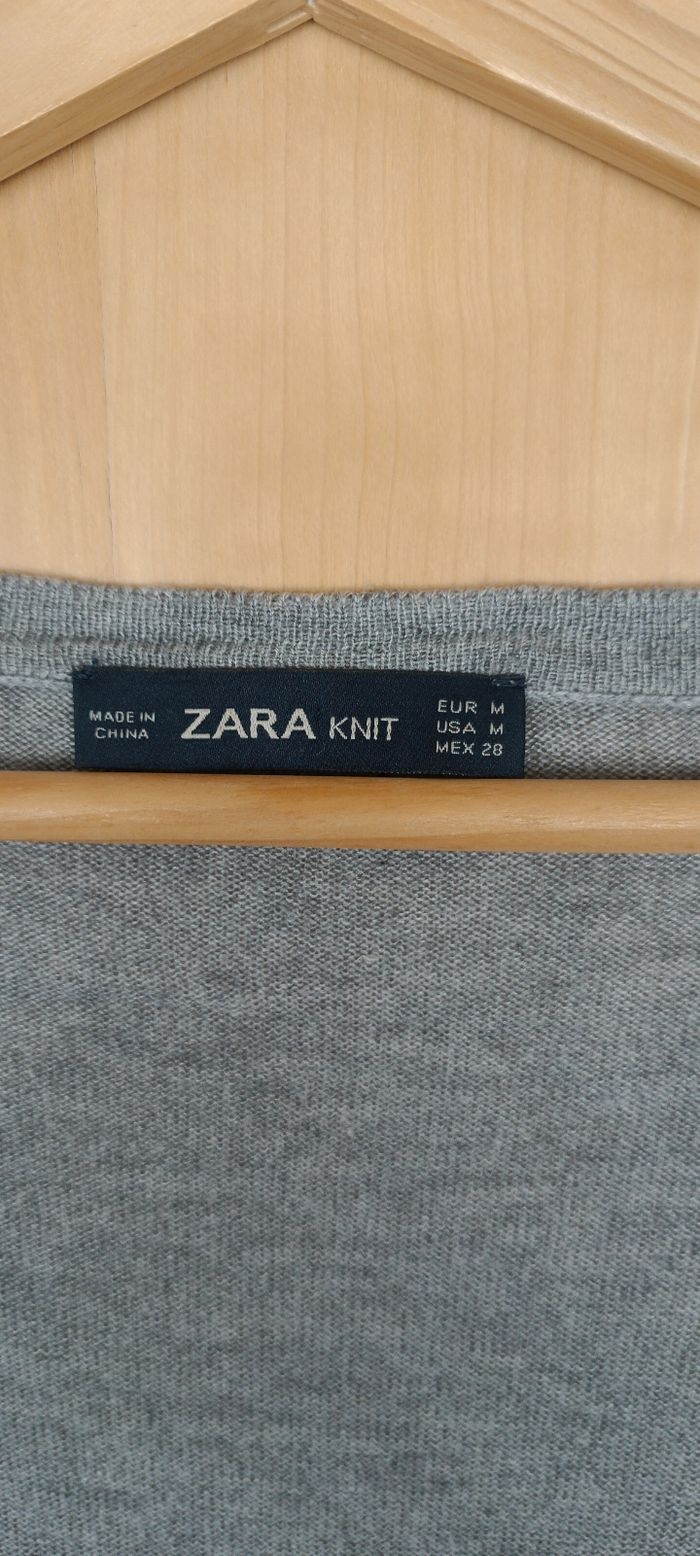 MADE IN
CHINA
ZARA KNIT
EUR M
USA M
MEX 28